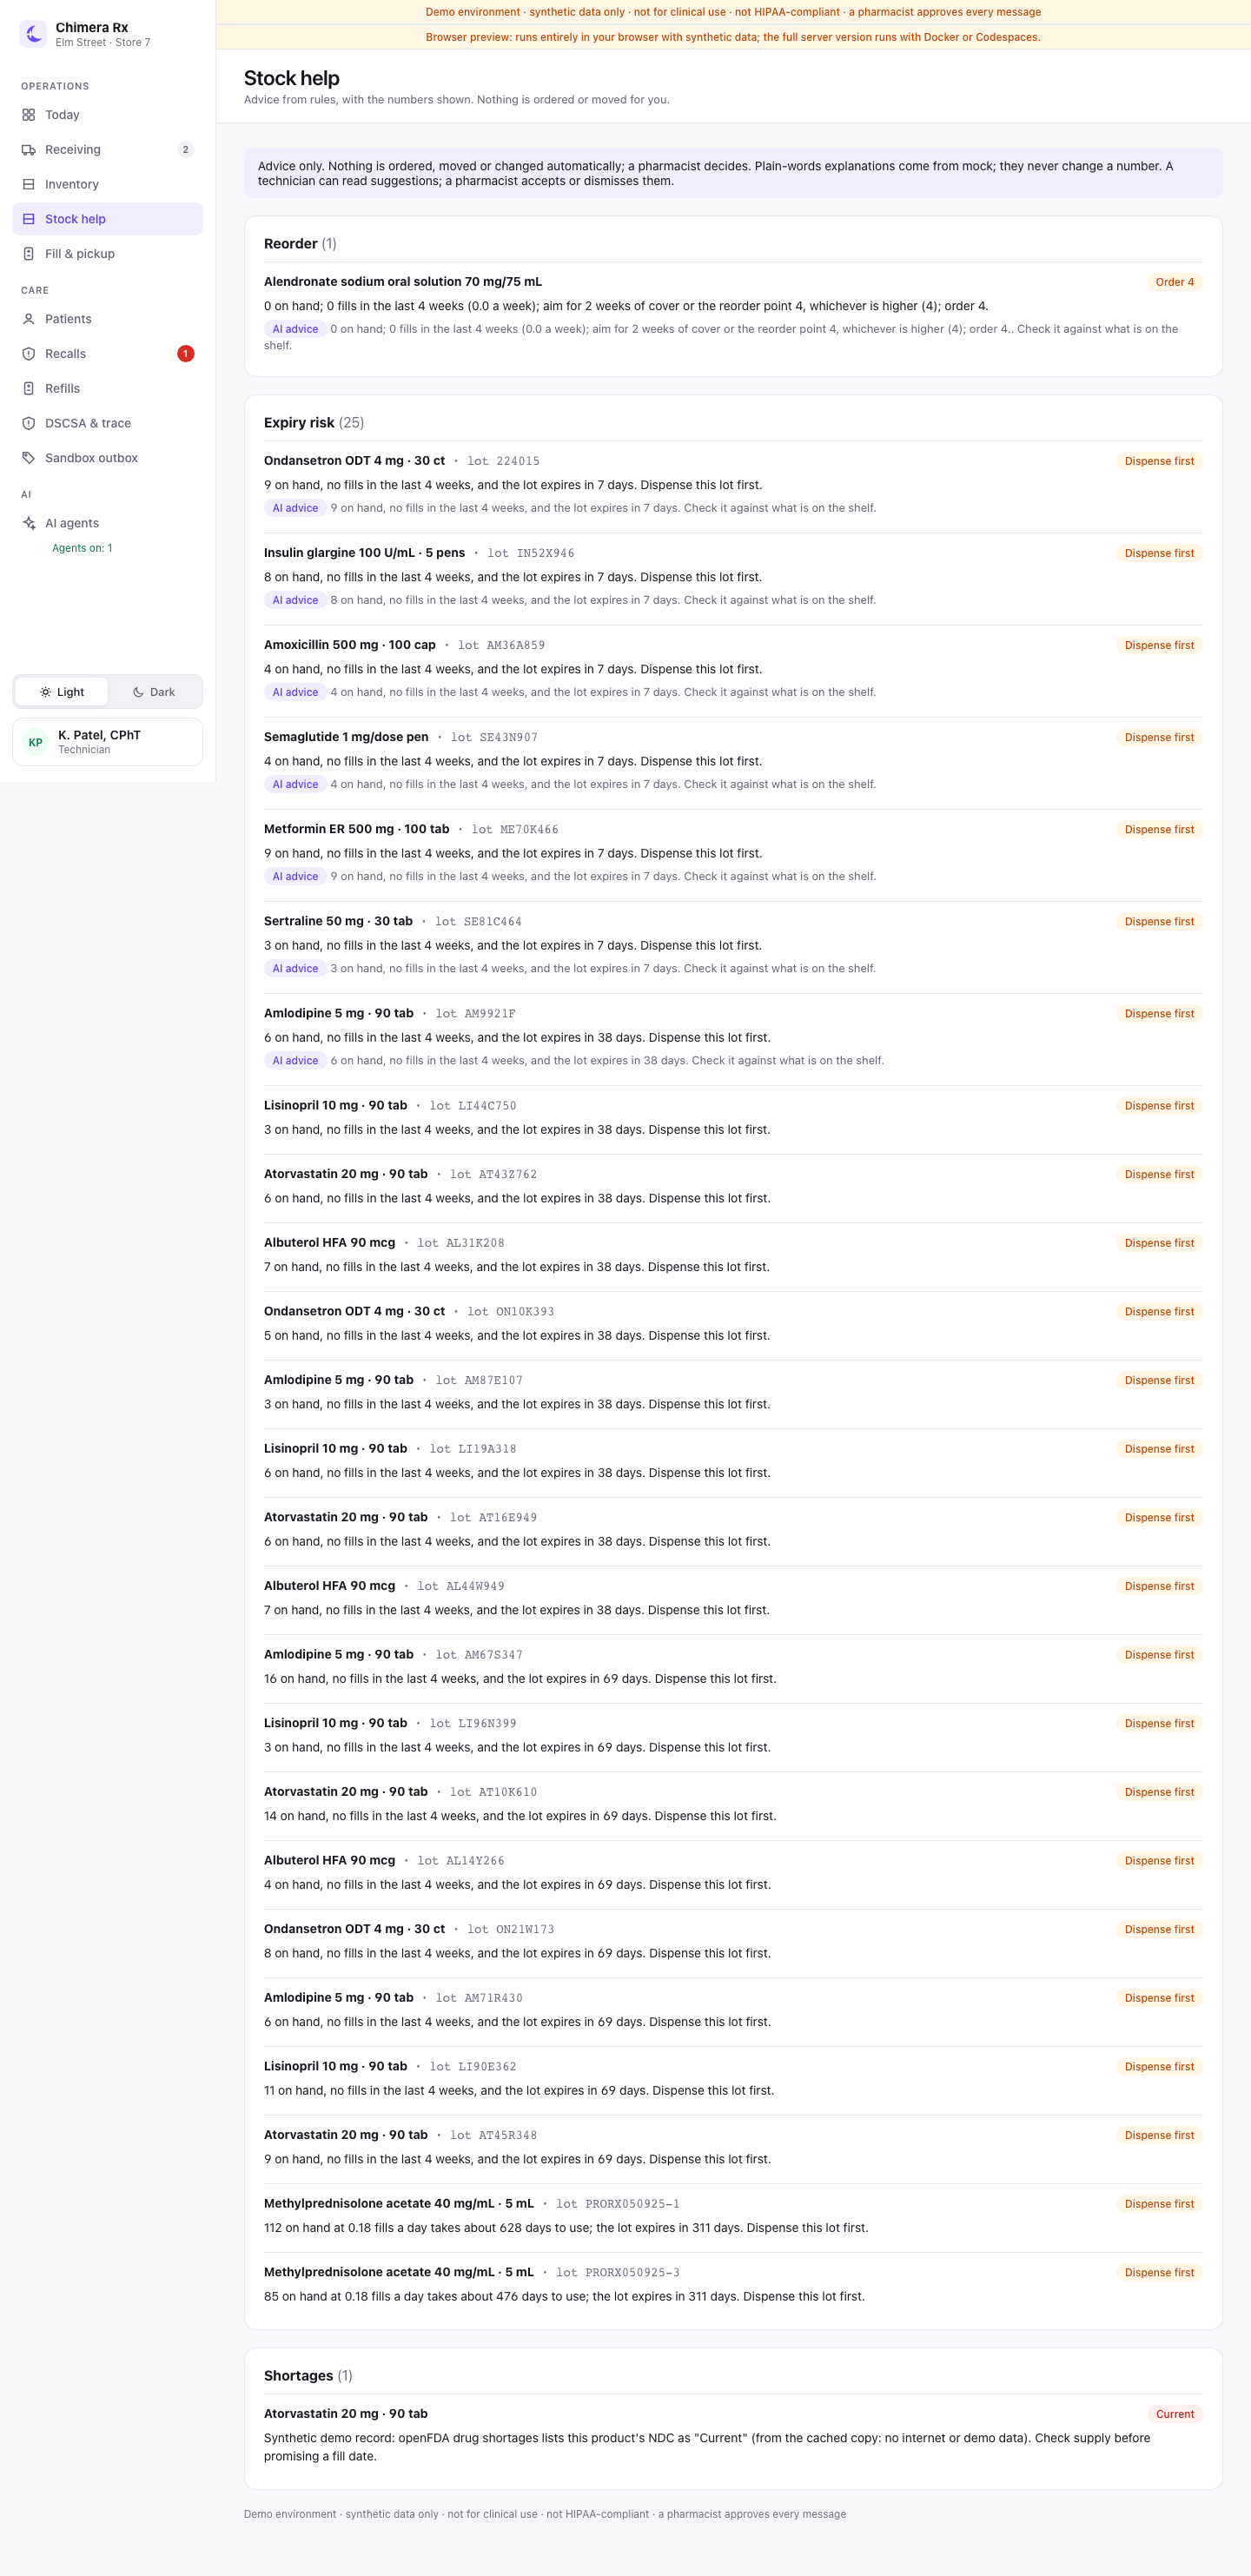 Chimera Rx
Elm Street · Store 7
OPERATIONS
Today
Receiving 2
Inventory
Stock help
Fill & pickup
CARE
Patients
Recalls 1
Refills
DSCSA & trace
Sandbox outbox
AI
AI agents
Agents on: 1
Light Dark
KP K. Patel, CPhT
Technician
Demo environment · synthetic data only · not for clinical use · not HIPAA-compliant · a pharmacist approves every message
Browser preview: runs entirely in your browser with synthetic data; the full server version runs with Docker or Codespaces.
Stock help
Advice from rules, with the numbers shown. Nothing is ordered or moved for you.
Advice only. Nothing is ordered, moved or changed automatically; a pharmacist decides. Plain-words explanations come from mock; they never change a number. A
technician can read suggestions; a pharmacist accepts or dismisses them.
Reorder (1)
Alendronate sodium oral solution 70 mg/75 mL Order 4
0 on hand; 0 fills in the last 4 weeks (0.0 a week); aim for 2 weeks of cover or the reorder point 4, whichever is higher (4); order 4.
AI advice 0 on hand; 0 fills in the last 4 weeks (0.0 a week); aim for 2 weeks of cover or the reorder point 4, whichever is higher (4); order 4.. Check it against what is on the
shelf.
Expiry risk (25)
Ondansetron ODT 4 mg · 30 ct · lot 224015 Dispense first
9 on hand, no fills in the last 4 weeks, and the lot expires in 7 days. Dispense this lot first.
AI advice 9 on hand, no fills in the last 4 weeks, and the lot expires in 7 days. Check it against what is on the shelf.
Insulin glargine 100 U/mL · 5 pens · lot IN52X946 Dispense first
8 on hand, no fills in the last 4 weeks, and the lot expires in 7 days. Dispense this lot first.
AI advice 8 on hand, no fills in the last 4 weeks, and the lot expires in 7 days. Check it against what is on the shelf.
Amoxicillin 500 mg · 100 cap · lot AM36A859 Dispense first
4 on hand, no fills in the last 4 weeks, and the lot expires in 7 days. Dispense this lot first.
AI advice 4 on hand, no fills in the last 4 weeks, and the lot expires in 7 days. Check it against what is on the shelf.
Semaglutide 1 mg/dose pen · lot SE43N907 Dispense first
4 on hand, no fills in the last 4 weeks, and the lot expires in 7 days. Dispense this lot first.
AI advice 4 on hand, no fills in the last 4 weeks, and the lot expires in 7 days. Check it against what is on the shelf.
Metformin ER 500 mg · 100 tab · lot ME70K466 Dispense first
9 on hand, no fills in the last 4 weeks, and the lot expires in 7 days. Dispense this lot first.
AI advice 9 on hand, no fills in the last 4 weeks, and the lot expires in 7 days. Check it against what is on the shelf.
Sertraline 50 mg · 30 tab · lot SE81C464 Dispense first
3 on hand, no fills in the last 4 weeks, and the lot expires in 7 days. Dispense this lot first.
AI advice 3 on hand, no fills in the last 4 weeks, and the lot expires in 7 days. Check it against what is on the shelf.
Amlodipine 5 mg · 90 tab · lot AM9921F Dispense first
6 on hand, no fills in the last 4 weeks, and the lot expires in 38 days. Dispense this lot first.
AI advice 6 on hand, no fills in the last 4 weeks, and the lot expires in 38 days. Check it against what is on the shelf.
Lisinopril 10 mg · 90 tab · lot LI44C750 Dispense first
3 on hand, no fills in the last 4 weeks, and the lot expires in 38 days. Dispense this lot first.
Atorvastatin 20 mg · 90 tab · lot AT43Z762 Dispense first
6 on hand, no fills in the last 4 weeks, and the lot expires in 38 days. Dispense this lot first.
Albuterol HFA 90 mcg · lot AL31K208 Dispense first
7 on hand, no fills in the last 4 weeks, and the lot expires in 38 days. Dispense this lot first.
Ondansetron ODT 4 mg · 30 ct · lot ON10K393 Dispense first
5 on hand, no fills in the last 4 weeks, and the lot expires in 38 days. Dispense this lot first.
Amlodipine 5 mg · 90 tab · lot AM87E107 Dispense first
3 on hand, no fills in the last 4 weeks, and the lot expires in 38 days. Dispense this lot first.
Lisinopril 10 mg · 90 tab · lot LI19A318 Dispense first
6 on hand, no fills in the last 4 weeks, and the lot expires in 38 days. Dispense this lot first.
Atorvastatin 20 mg · 90 tab · lot AT16E949 Dispense first
6 on hand, no fills in the last 4 weeks, and the lot expires in 38 days. Dispense this lot first.
Albuterol HFA 90 mcg · lot AL44W949 Dispense first
7 on hand, no fills in the last 4 weeks, and the lot expires in 38 days. Dispense this lot first.
Amlodipine 5 mg · 90 tab · lot AM67S347 Dispense first
16 on hand, no fills in the last 4 weeks, and the lot expires in 69 days. Dispense this lot first.
Lisinopril 10 mg · 90 tab · lot LI96N399 Dispense first
3 on hand, no fills in the last 4 weeks, and the lot expires in 69 days. Dispense this lot first.
Atorvastatin 20 mg · 90 tab · lot AT10K610 Dispense first
14 on hand, no fills in the last 4 weeks, and the lot expires in 69 days. Dispense this lot first.
Albuterol HFA 90 mcg · lot AL14Y266 Dispense first
4 on hand, no fills in the last 4 weeks, and the lot expires in 69 days. Dispense this lot first.
Ondansetron ODT 4 mg · 30 ct · lot ON21W173 Dispense first
8 on hand, no fills in the last 4 weeks, and the lot expires in 69 days. Dispense this lot first.
Amlodipine 5 mg · 90 tab · lot AM71R430 Dispense first
6 on hand, no fills in the last 4 weeks, and the lot expires in 69 days. Dispense this lot first.
Lisinopril 10 mg · 90 tab · lot LI90E362 Dispense first
11 on hand, no fills in the last 4 weeks, and the lot expires in 69 days. Dispense this lot first.
Atorvastatin 20 mg · 90 tab · lot AT45R348 Dispense first
9 on hand, no fills in the last 4 weeks, and the lot expires in 69 days. Dispense this lot first.
Methylprednisolone acetate 40 mg/mL · 5 mL · lot PRORX050925-1 Dispense first
112 on hand at 0.18 fills a day takes about 628 days to use; the lot expires in 311 days. Dispense this lot first.
Methylprednisolone acetate 40 mg/mL · 5 mL · lot PRORX050925-3 Dispense first
85 on hand at 0.18 fills a day takes about 476 days to use; the lot expires in 311 days. Dispense this lot first.
Shortages (1)
Atorvastatin 20 mg · 90 tab Current
Synthetic demo record: openFDA drug shortages lists this product's NDC as "Current" (from the cached copy: no internet or demo data). Check supply before
promising a fill date.
Demo environment · synthetic data only · not for clinical use · not HIPAA-compliant · a pharmacist approves every message